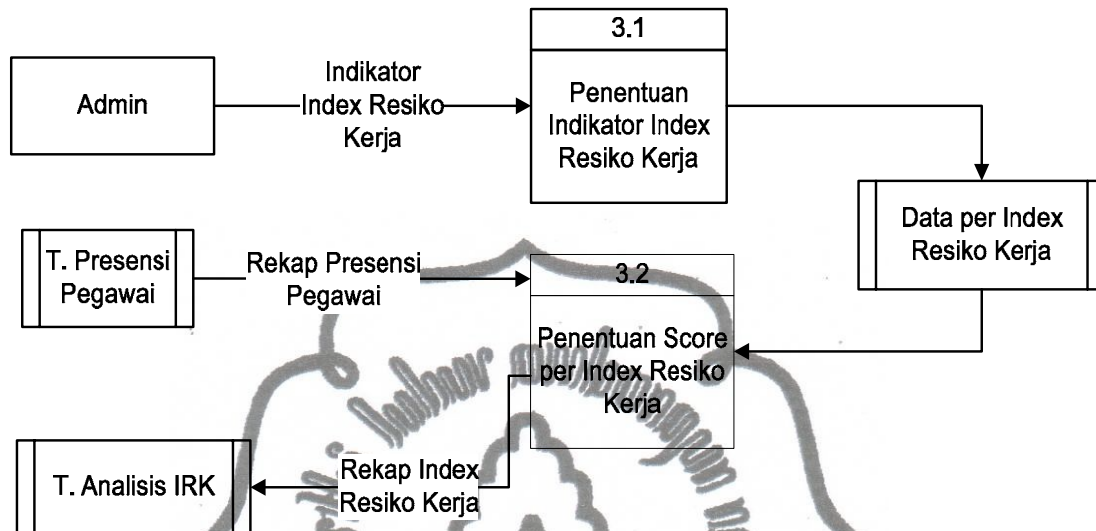 3.1
Indikator
Index Resiko
Kerja
Admin
Penentuan
Indikator Index
Resiko Kerja
Data per Index
Resiko Kerja
T. Presensi
Pegawai
Rekap Presensi
Pegawai
3.2
Penentuan Score
per Index Resiko
Kerja
T. Analisis IRK
Rekap Index
Resiko Kerja